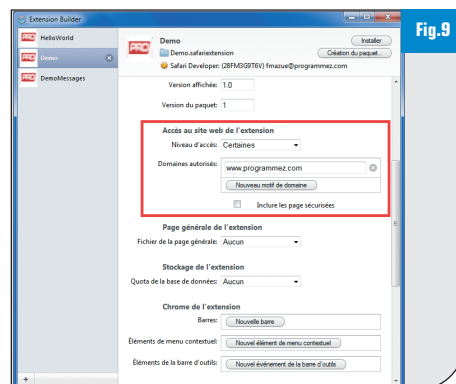 Fig.9
Extension Builder
PRO HelloWorld
PRO Demo
PRO DemoMessages
PRO
Demo
Installer
Demo.safariextension
Création du paquet...
Safari Developer: (28FM3G9T6V) fmazue@programmez.com
Version affichée: 1.0
Version du paquet: 1
Accès au site web de l'extension
Niveau d'accès: Certaines
Domaines autorisés: www.programmez.com
Nouveau motif de domaine
Inclure les page sécurisées
Page générale de l'extension
Fichier de la page générale: Aucun
Stockage de l'extension
Quota de la base de données: Aucun
Chrome de l'extension
Barres: Nouvelle barre
Éléments de menu contextuel: Nouvel élément de menu contextuel
Éléments de la barre d'outils: Nouvel événement de la barre d'outils
+